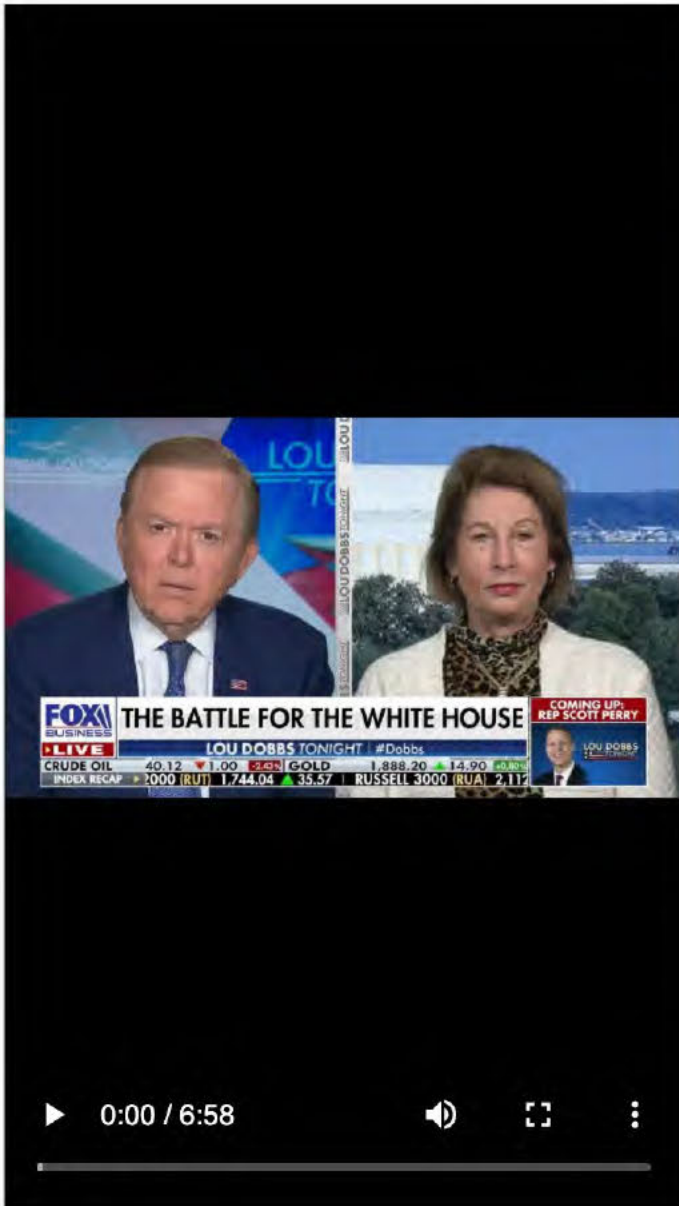 LOU
TO
LOU D
LOU DOBBS TONIGHT
FOX
BUSINESS
LIVE
THE BATTLE FOR THE WHITE HOUSE
LOU DOBBS TONIGHT | #Dobbs
COMING UP:
REP SCOTT PERRY
LOU DOBBS
TONIGHT
CRUDE OIL 40.12 ▼1.00 -2.43% GOLD 1,888.20 ▲ 14.90 +0.80%
INDEX RECAP 2000 (RUT) 1,744.04 ▲ 35.57 | RUSSELL 3000 (RUA) 2,112
0:00 / 6:58